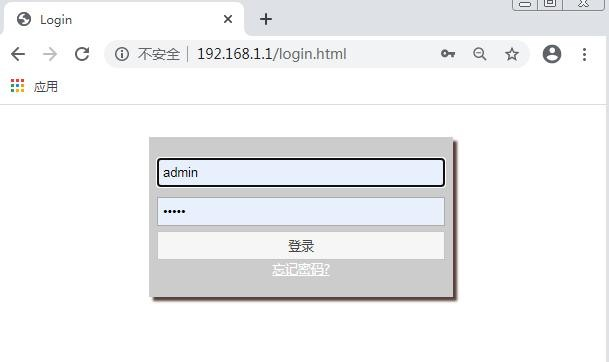 Login
不安全 192.168.1.1/login.html
应用
admin
•••••
登录
忘记密码?